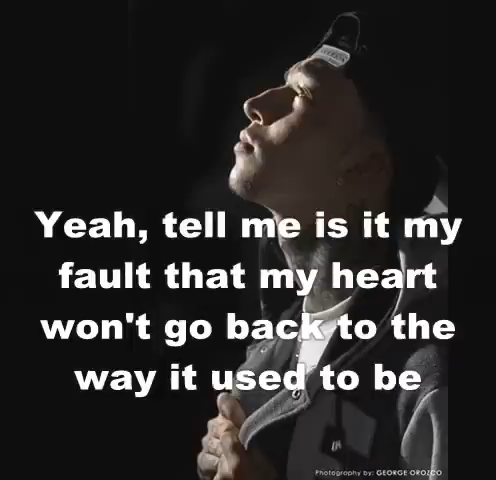 Yeah, tell me is it my
fault that my heart
won't go back to the
way it used to be
Photography by: GEORGE OROZCO